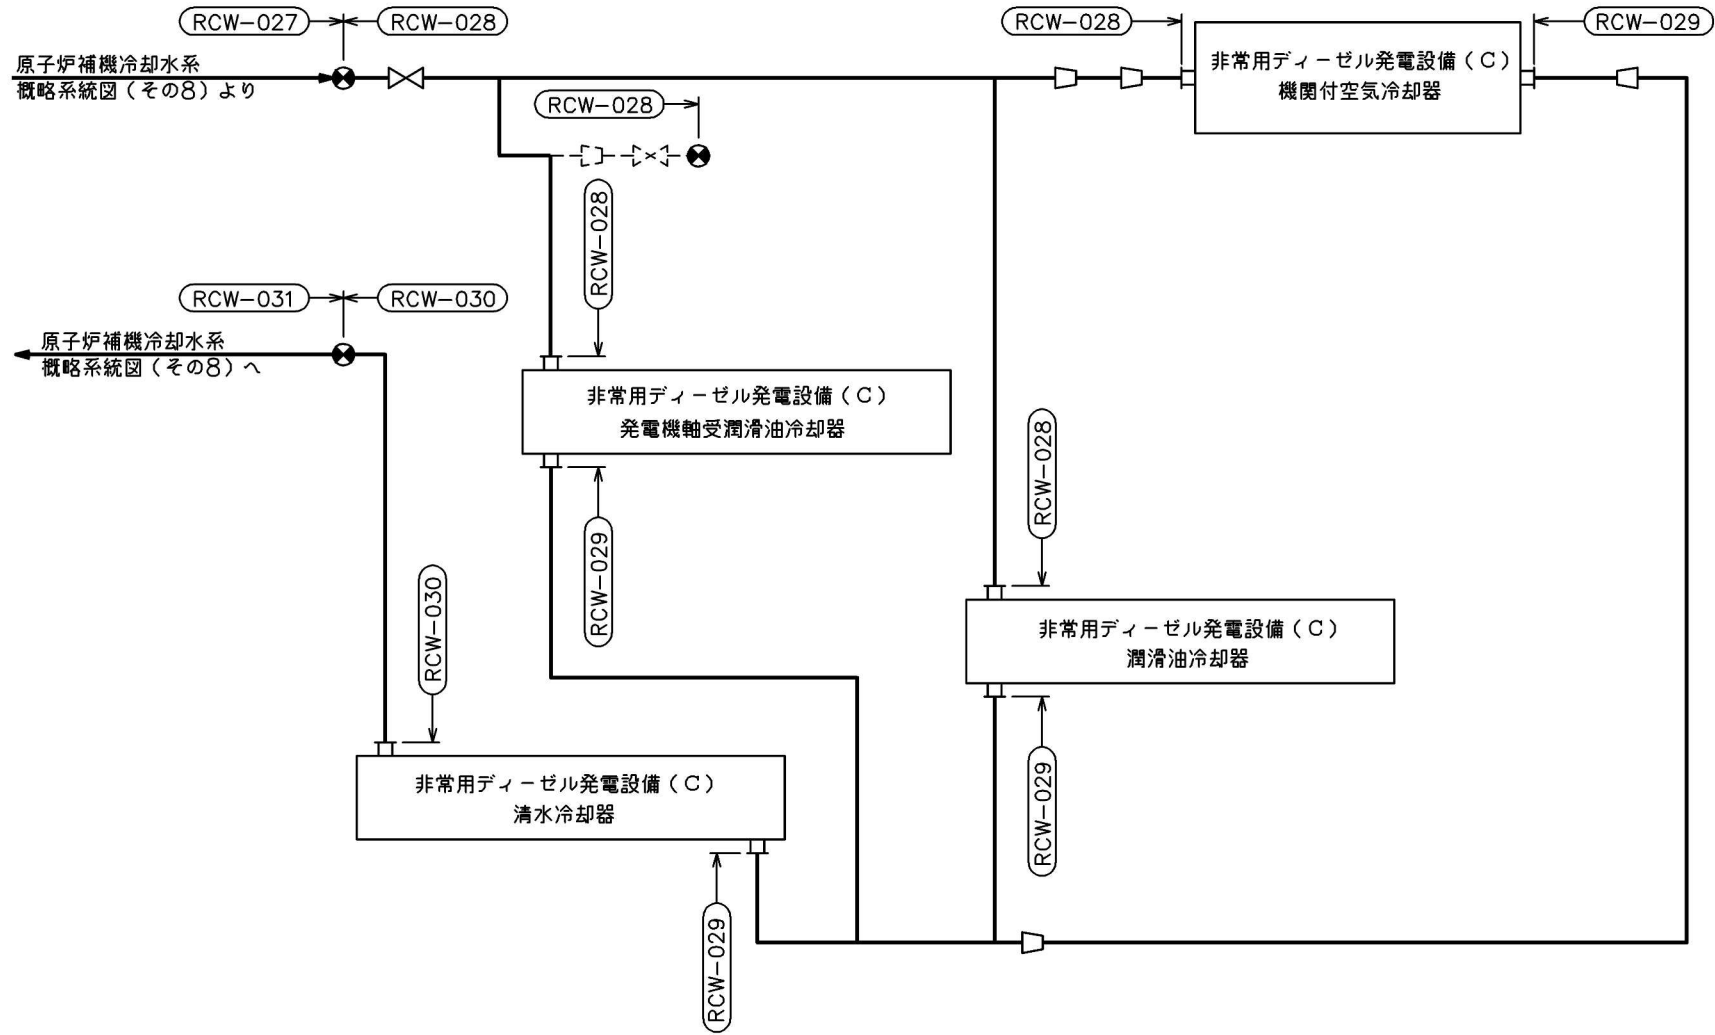 RCW-027
RCW-028
RCW-028
RCW-029
原子炉補機冷却水系
概略系統図（その8）より
非常用ディーゼル発電設備（C）
機関付空気冷却器
RCW-028
RCW-028
RCW-031
RCW-030
原子炉補機冷却水系
概略系統図（その8）へ
非常用ディーゼル発電設備（C）
発電機軸受潤滑油冷却器
RCW-028
RCW-029
RCW-030
非常用ディーゼル発電設備（C）
潤滑油冷却器
非常用ディーゼル発電設備（C）
清水冷却器
RCW-029
RCW-029